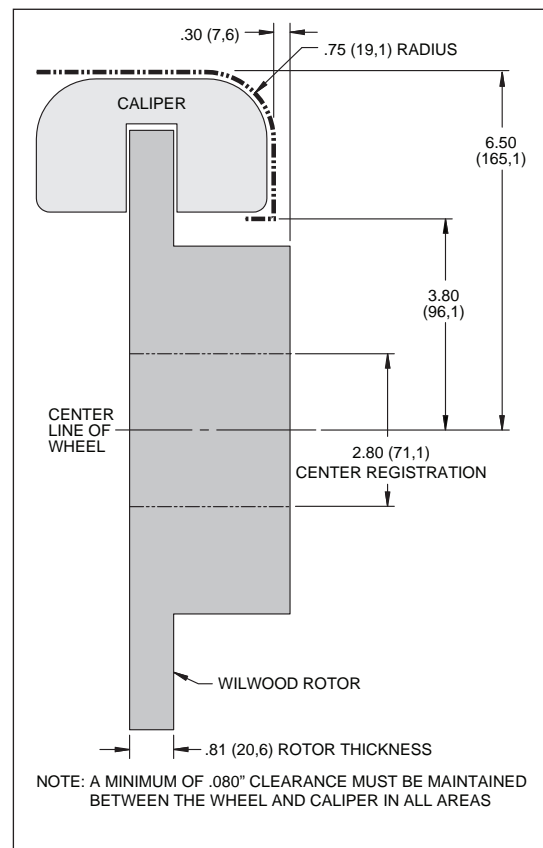 .30 (7,6)
.75 (19,1) RADIUS
CALIPER
6.50
(165,1)
3.80
(96,1)
CENTER
LINE OF
WHEEL
2.80 (71,1)
CENTER REGISTRATION
WILWOOD ROTOR
.81 (20,6) ROTOR THICKNESS
NOTE: A MINIMUM OF .080" CLEARANCE MUST BE MAINTAINED
BETWEEN THE WHEEL AND CALIPER IN ALL AREAS